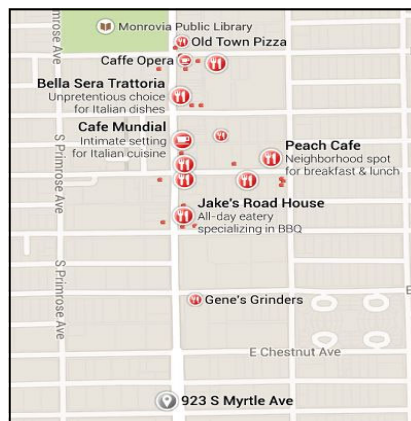 Monrovia Public Library
Old Town Pizza
Caffe Opera
Bella Sera Trattoria
Unpretentious choice
for Italian dishes
Cafe Mundial
Intimate setting
for Italian cuisine
Peach Cafe
Neighborhood spot
for breakfast & lunch
S Primrose Ave
Jake's Road House
All-day eatery
specializing in BBQ
S Primrose Ave
Gene's Grinders
E
E Chestnut Ave
923 S Myrtle Ave